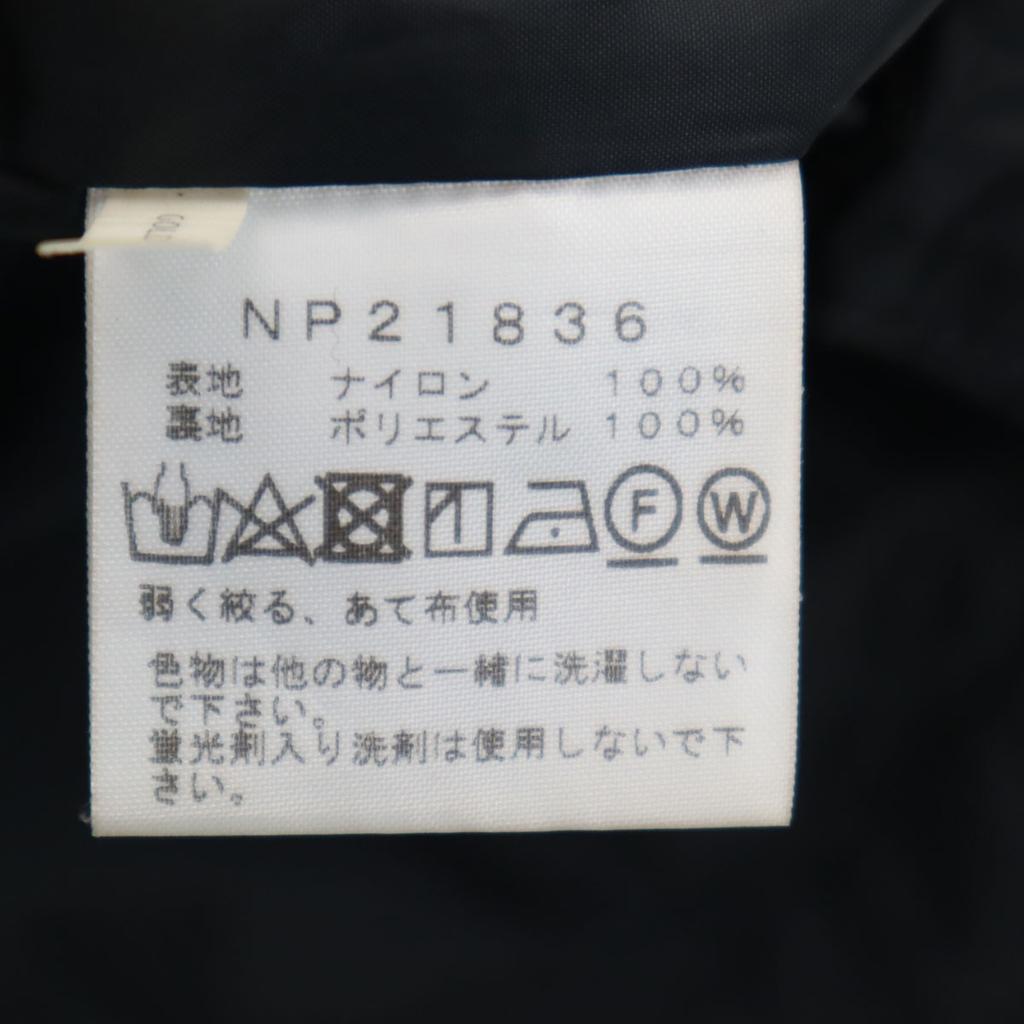 GOL
NP21836
表地 ナイロン 100%
裏地 ポリエステル 100%
F W
弱く絞る、あて布使用
色物は他の物と一緒に洗濯しない
で下さい。
蛍光剤入り洗剤は使用しないで下
さい。